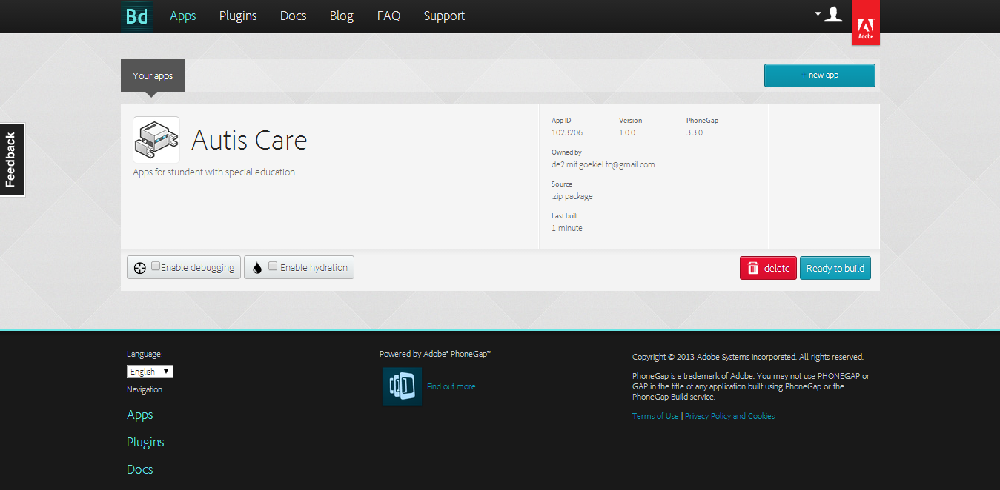 Bd Apps Plugins Docs Blog FAQ Support
Adobe
Your apps
+ new app
Feedback
Autis Care
Apps for stundent with special education
App ID Version PhoneGap
1023206 1.0.0 3.3.0
Owned by
de2.mit.goekiel.tc@gmail.com
Source
.zip package
Last built
1 minute
Enable debugging Enable hydration delete Ready to build
Language:
English
Navigation
Apps
Plugins
Docs
Powered by Adobe® PhoneGap™
Find out more
Copyright © 2013 Adobe Systems Incorporated. All rights reserved.
PhoneGap is a trademark of Adobe. You may not use PHONEGAP or
GAP in the title of any application built using PhoneGap or the
PhoneGap Build service.
Terms of Use | Privacy Policy and Cookies